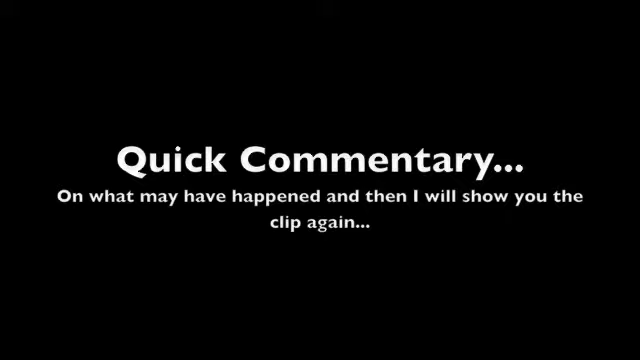 Quick Commentary...
On what may have happened and then I will show you the
clip again...